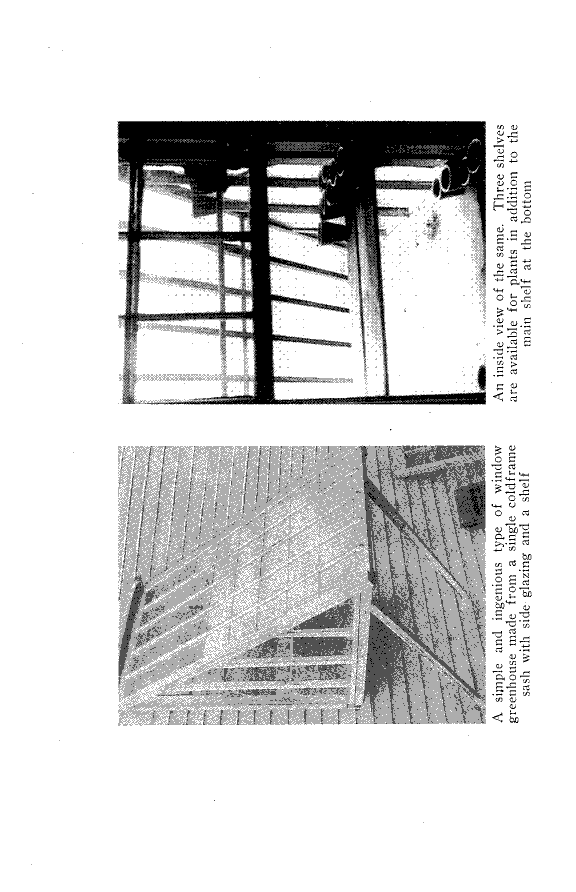 A simple and ingenious type of window
greenhouse made from a single coldframe
sash with side glazing and a shelf
An inside view of the same. Three shelves
are available for plants in addition to the
main shelf at the bottom